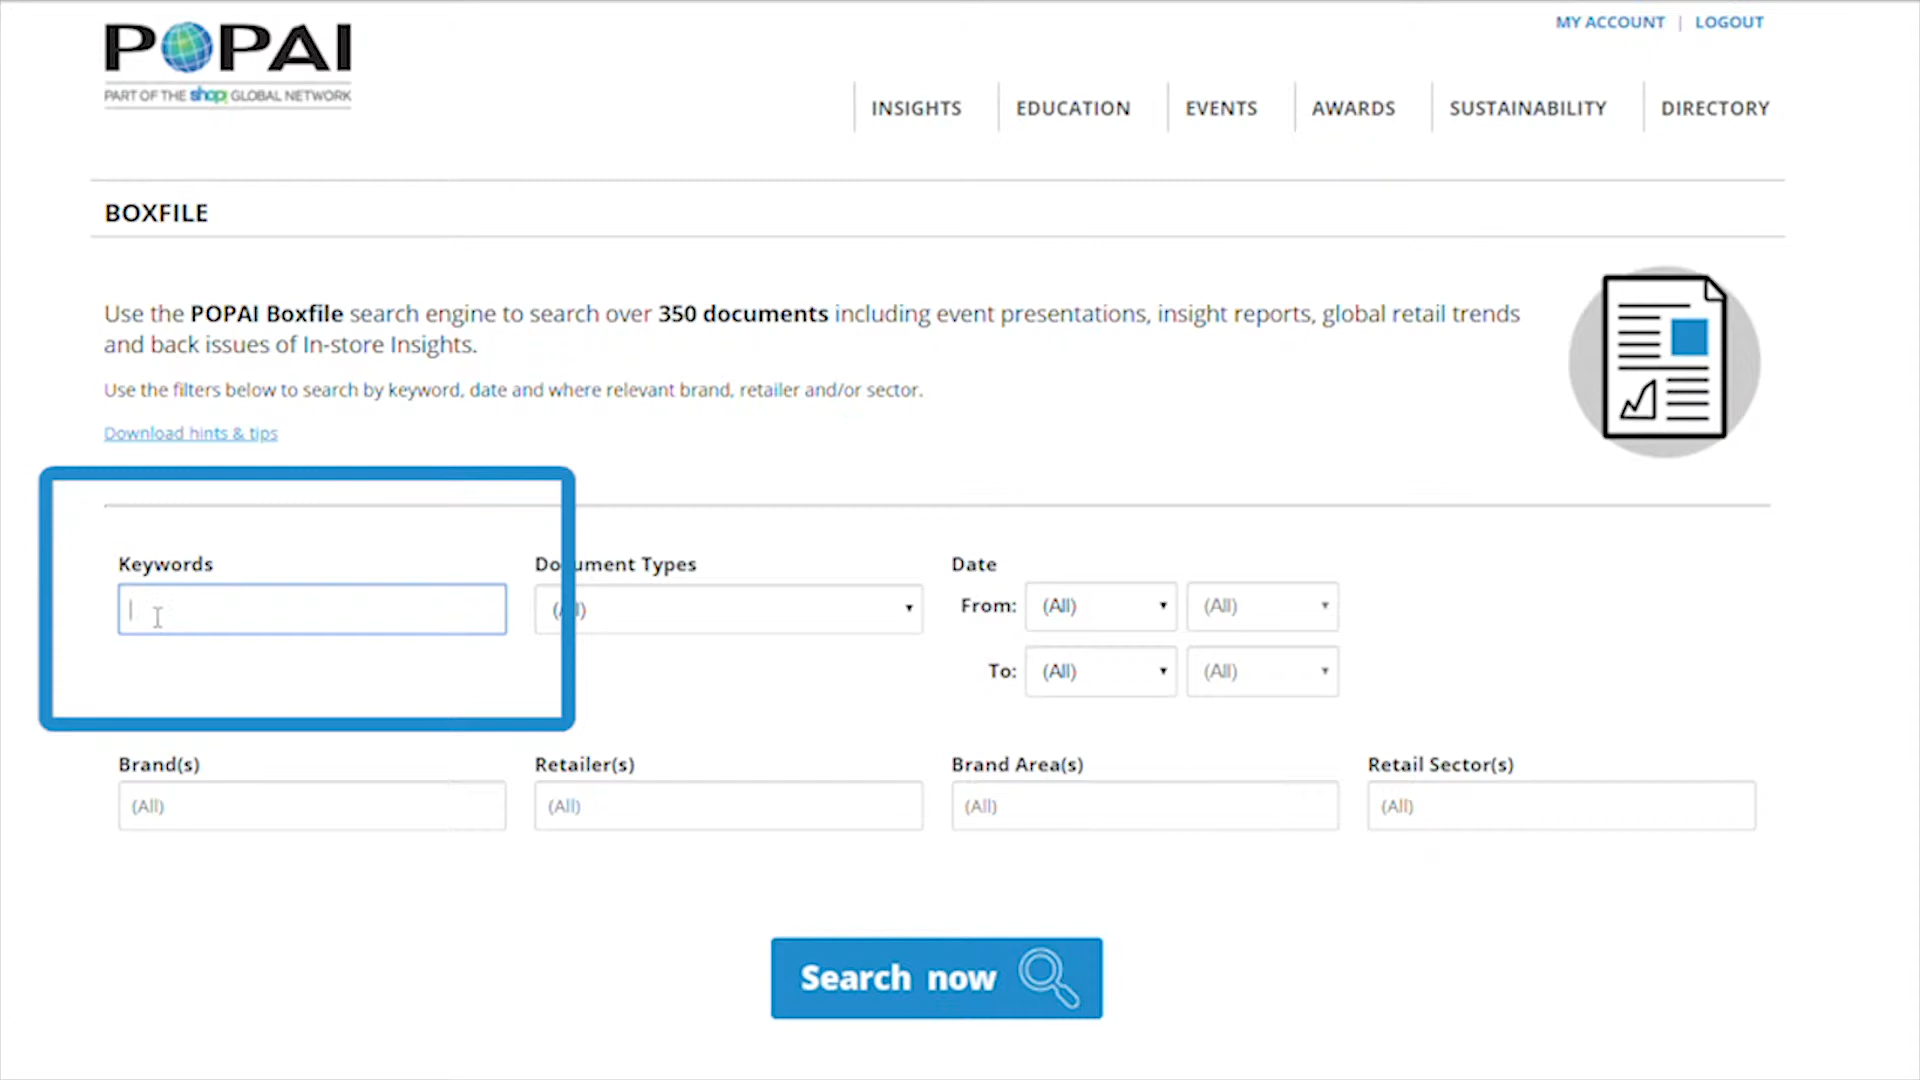 POPAI
PART OF THE shop! GLOBAL NETWORK
MY ACCOUNT | LOGOUT
INSIGHTS EDUCATION EVENTS AWARDS SUSTAINABILITY DIRECTORY
BOXFILE
Use the POPAI Boxfile search engine to search over 350 documents including event presentations, insight reports, global retail trends
and back issues of In-store Insights.
Use the filters below to search by keyword, date and where relevant brand, retailer and/or sector.
Download hints & tips
Keywords Document Types Date
(All) From: (All) (All)
To: (All) (All)
Brand(s) Retailer(s) Brand Area(s) Retail Sector(s)
(All) (All) (All) (All)
Search now